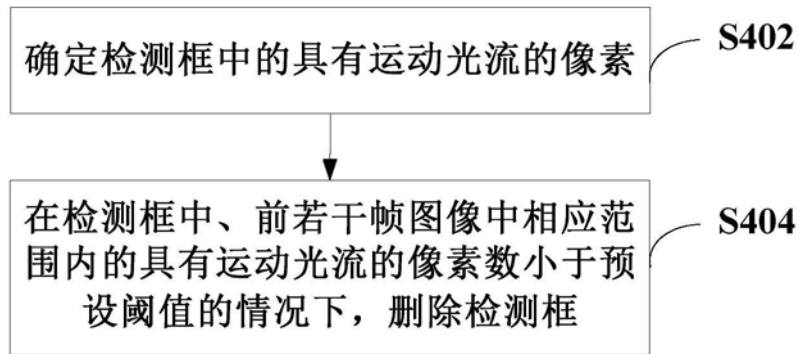 确定检测框中的具有运动光流的像素
S402
在检测框中、前若干帧图像中相应范
围内的具有运动光流的像素数小于预
设阈值的情况下，删除检测框
S404